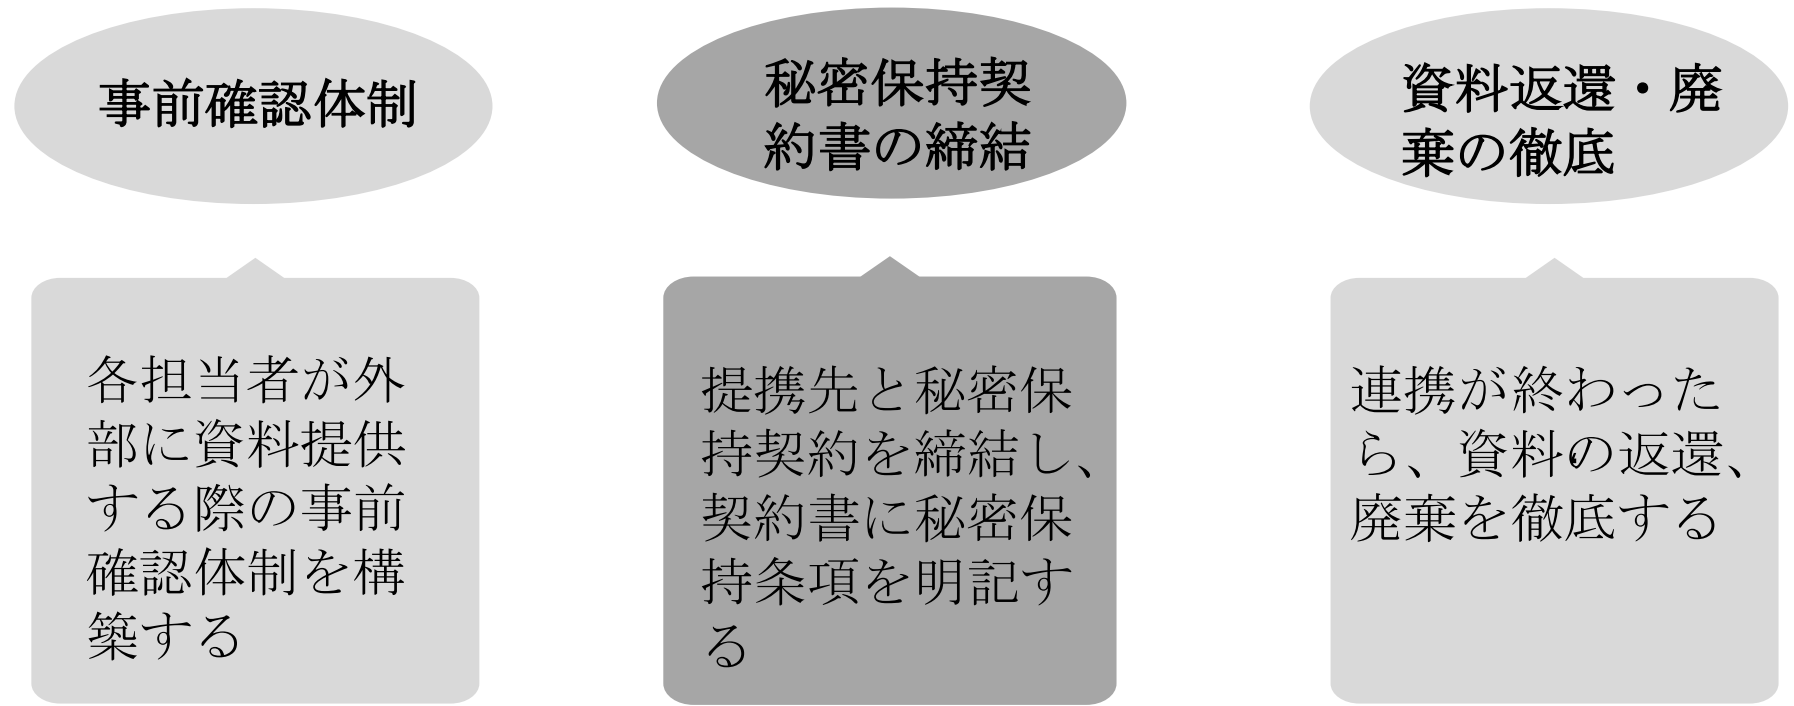 事前確認体制
各担当者が外
部に資料提供
する際の事前
確認体制を構
築する
秘密保持契
約書の締結
提携先と秘密保
持契約を締結し、
契約書に秘密保
持条項を明記す
る
資料返還・廃
棄の徹底
連携が終わった
ら、資料の返還、
廃棄を徹底する